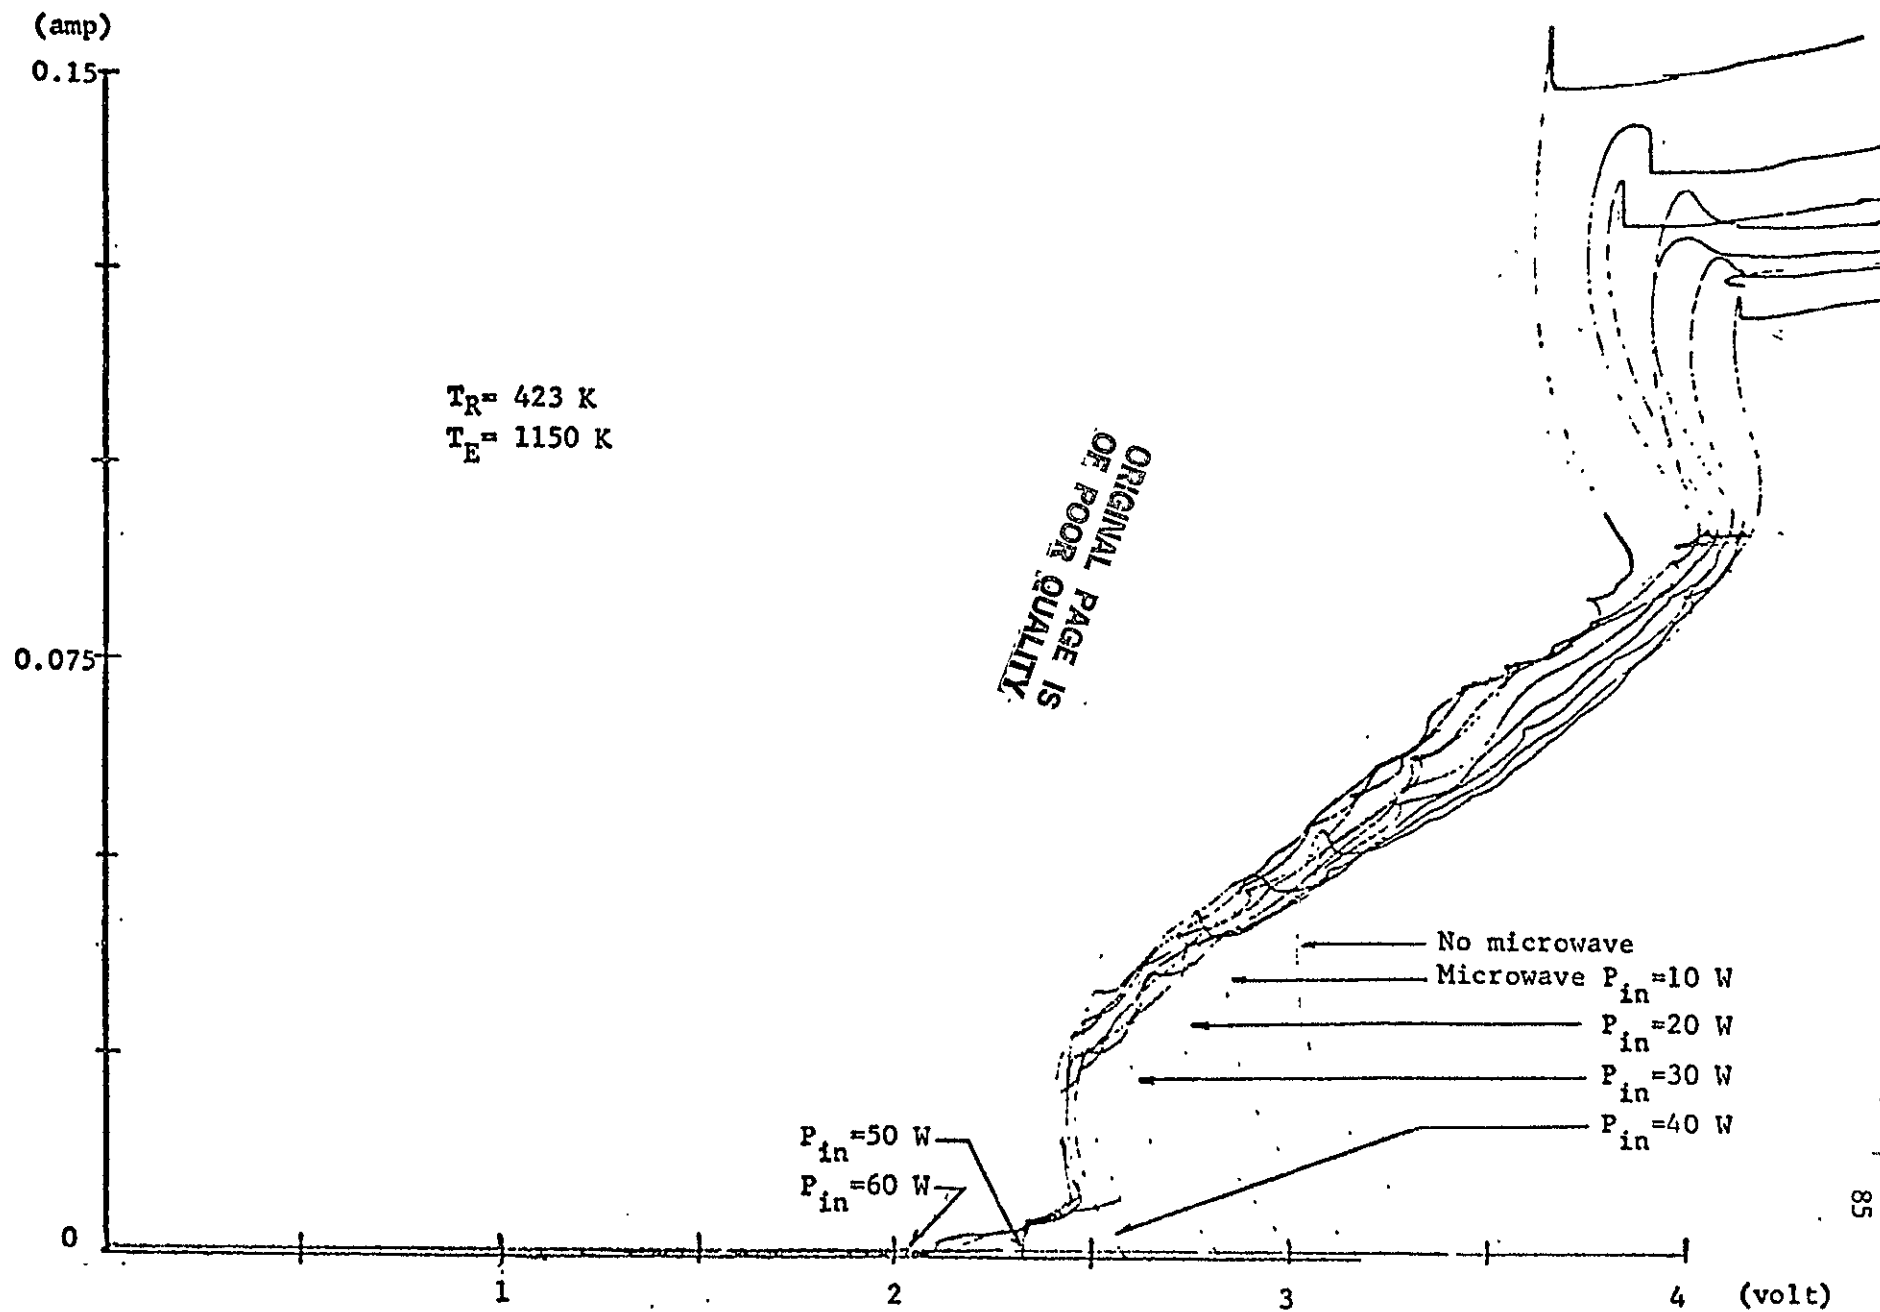 (amp)
0.15
T_R= 423 K
T_E= 1150 K
ORIGINAL PAGE IS
OF POOR QUALITY
0.075
No microwave
Microwave P_in=10 W
P_in=20 W
P_in=30 W
P_in=40 W
P_in=50 W
P_in=60 W
0
1
2
3
4
(volt)
85